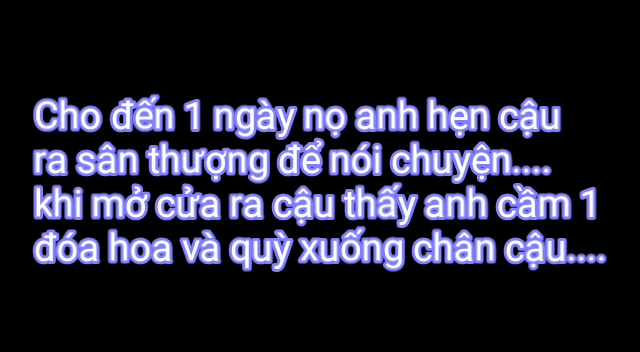 Cho đến 1 ngày nọ anh hẹn cậu
ra sân thượng để nói chuyện....
khi mở cửa ra cậu thấy anh cầm 1
đóa hoa và quỳ xuống chân cậu....